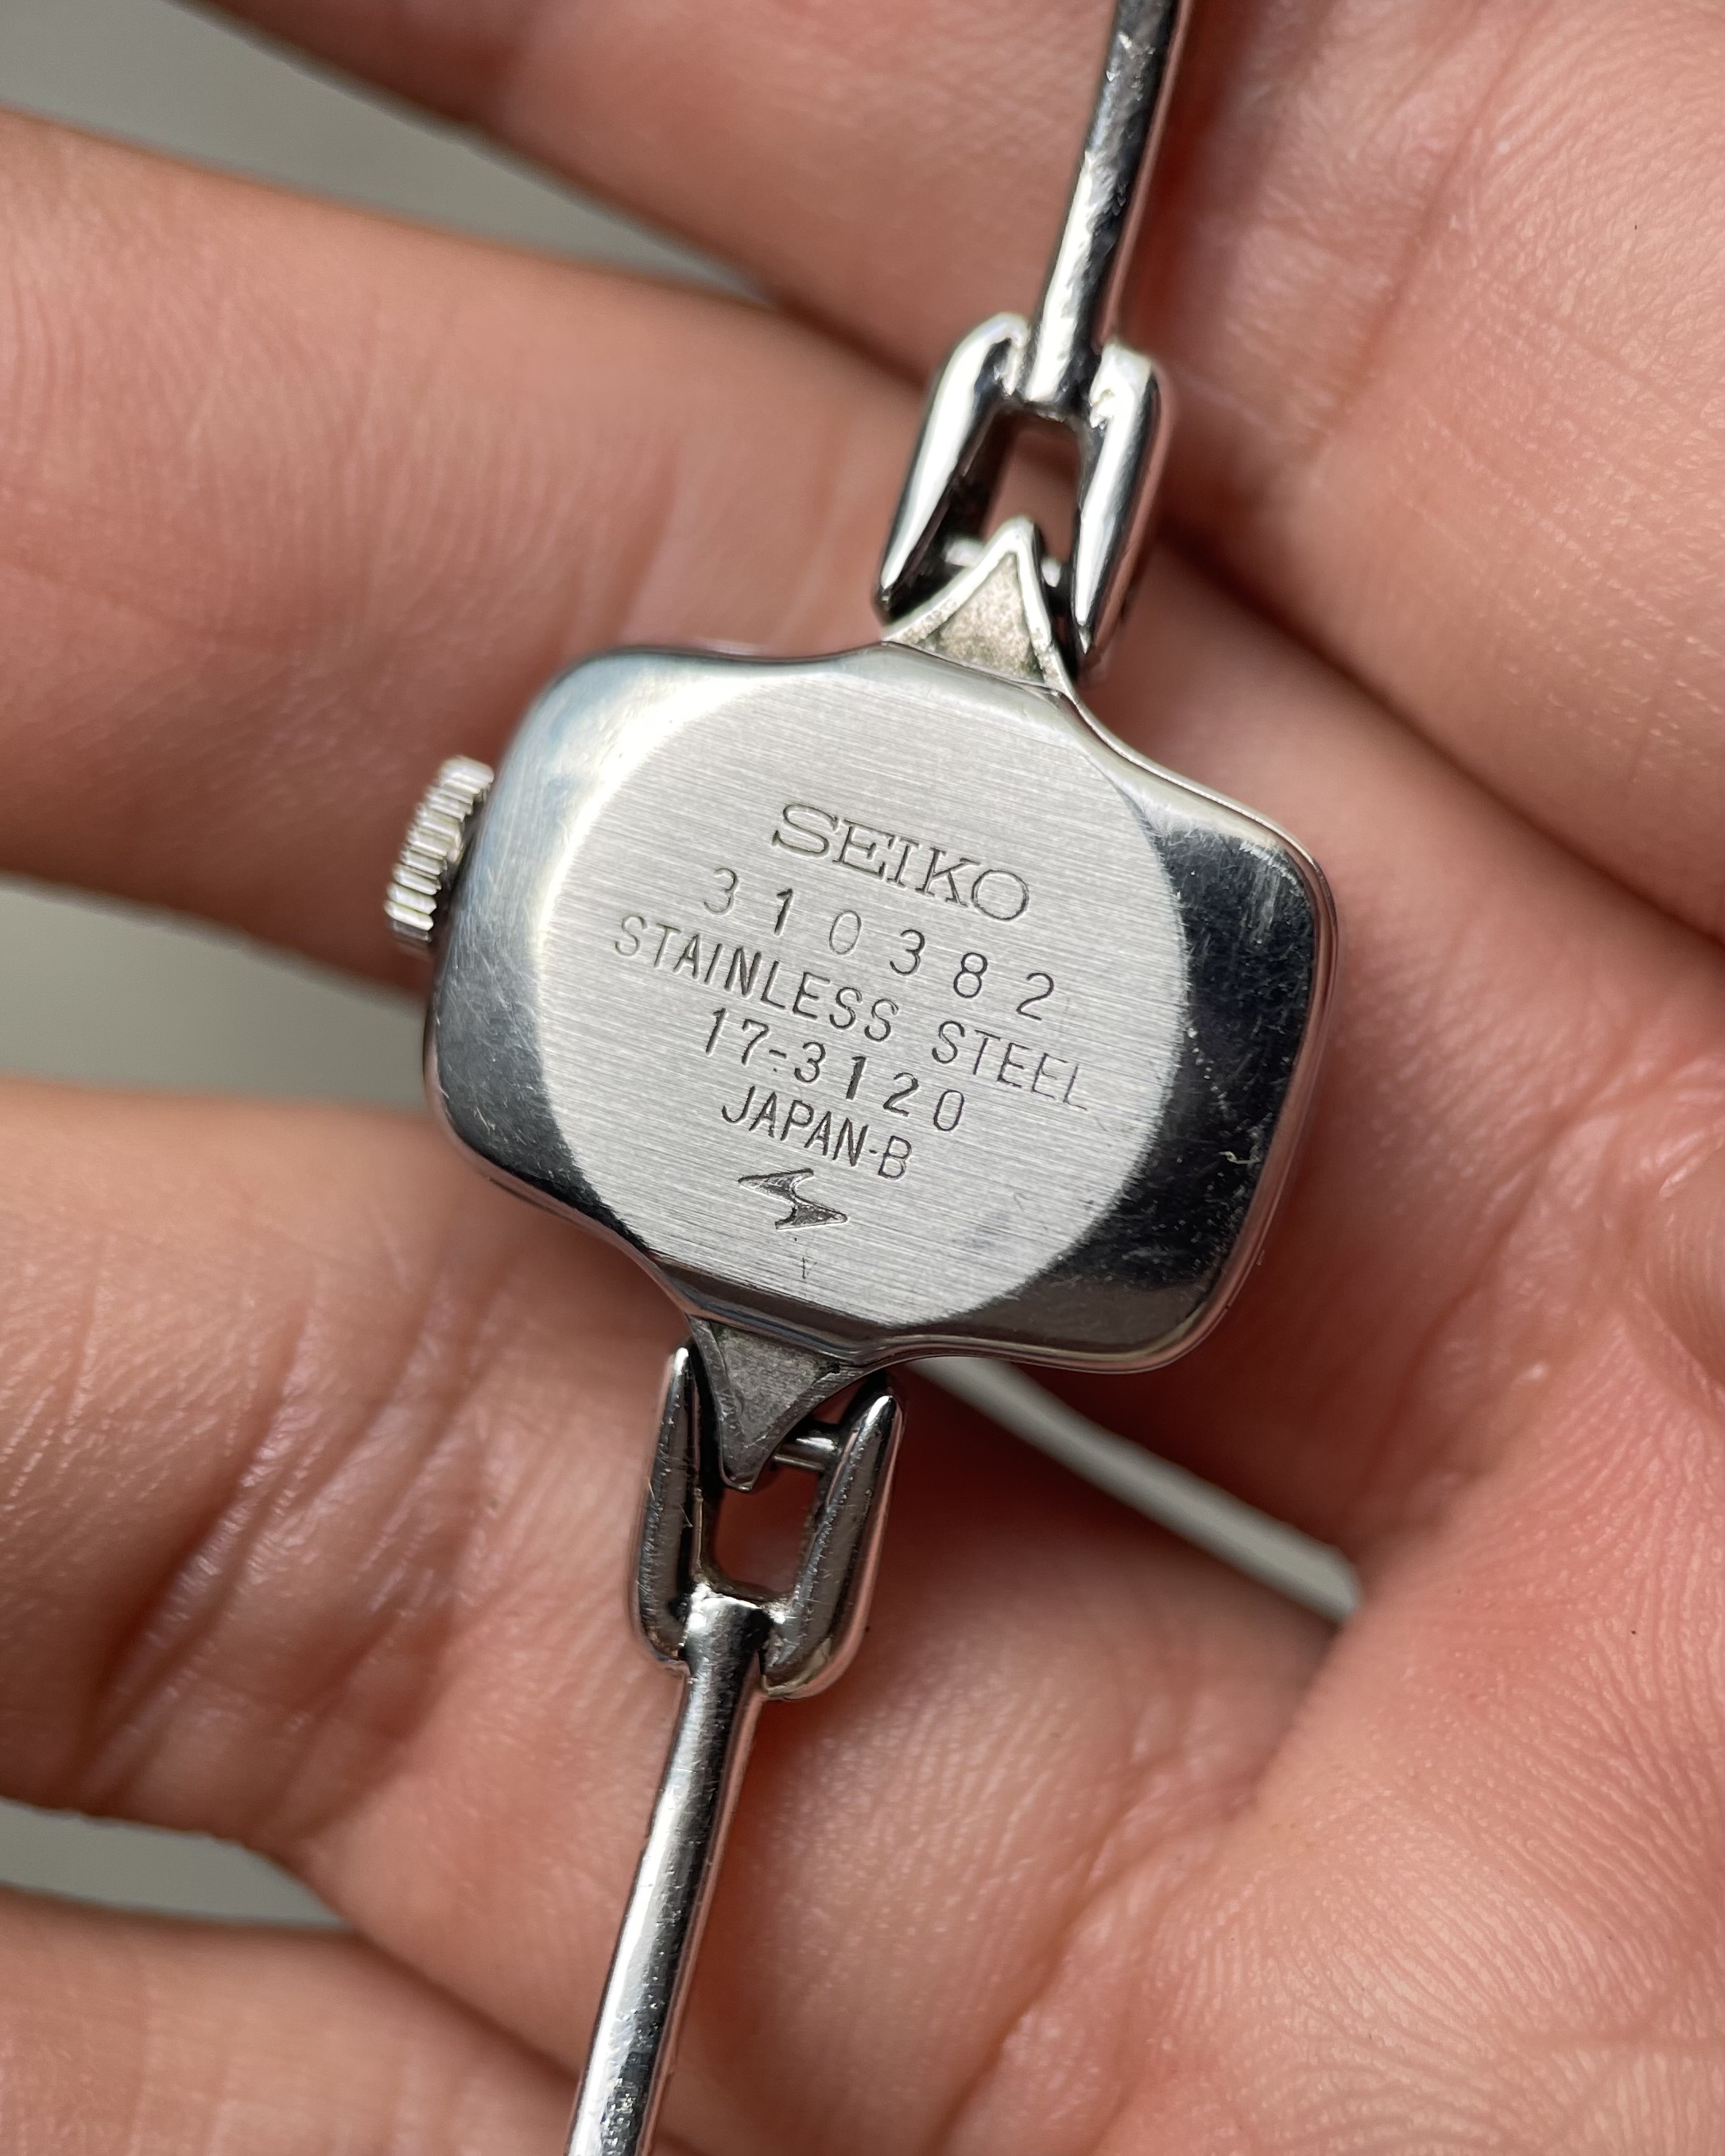 SEIKO
310382
STAINLESS STEEL
17-3120
JAPAN-B